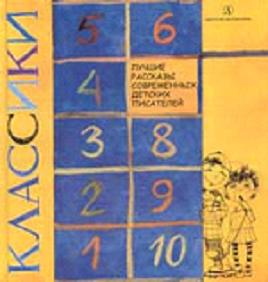 КЛАССИКИ
5 6
4
ЛУЧШИЕ
РАССКАЗЫ
СОВРЕМЕННЫХ
ДЕТСКИХ
ПИСАТЕЛЕЙ
3 8
2 9
1 10